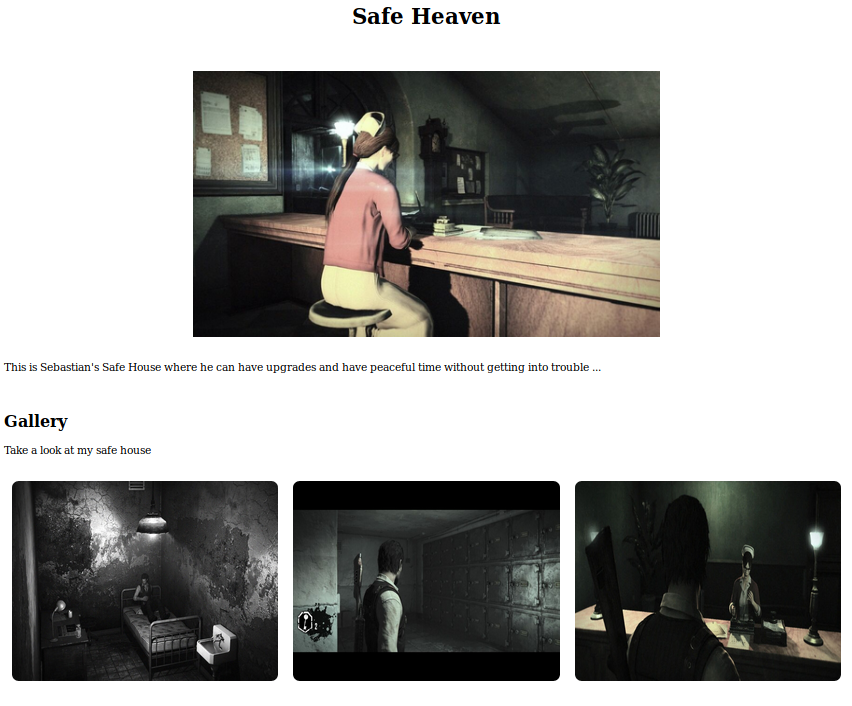 Safe Heaven
This is Sebastian's Safe House where he can have upgrades and have peaceful time without getting into trouble ...
Gallery
Take a look at my safe house
2